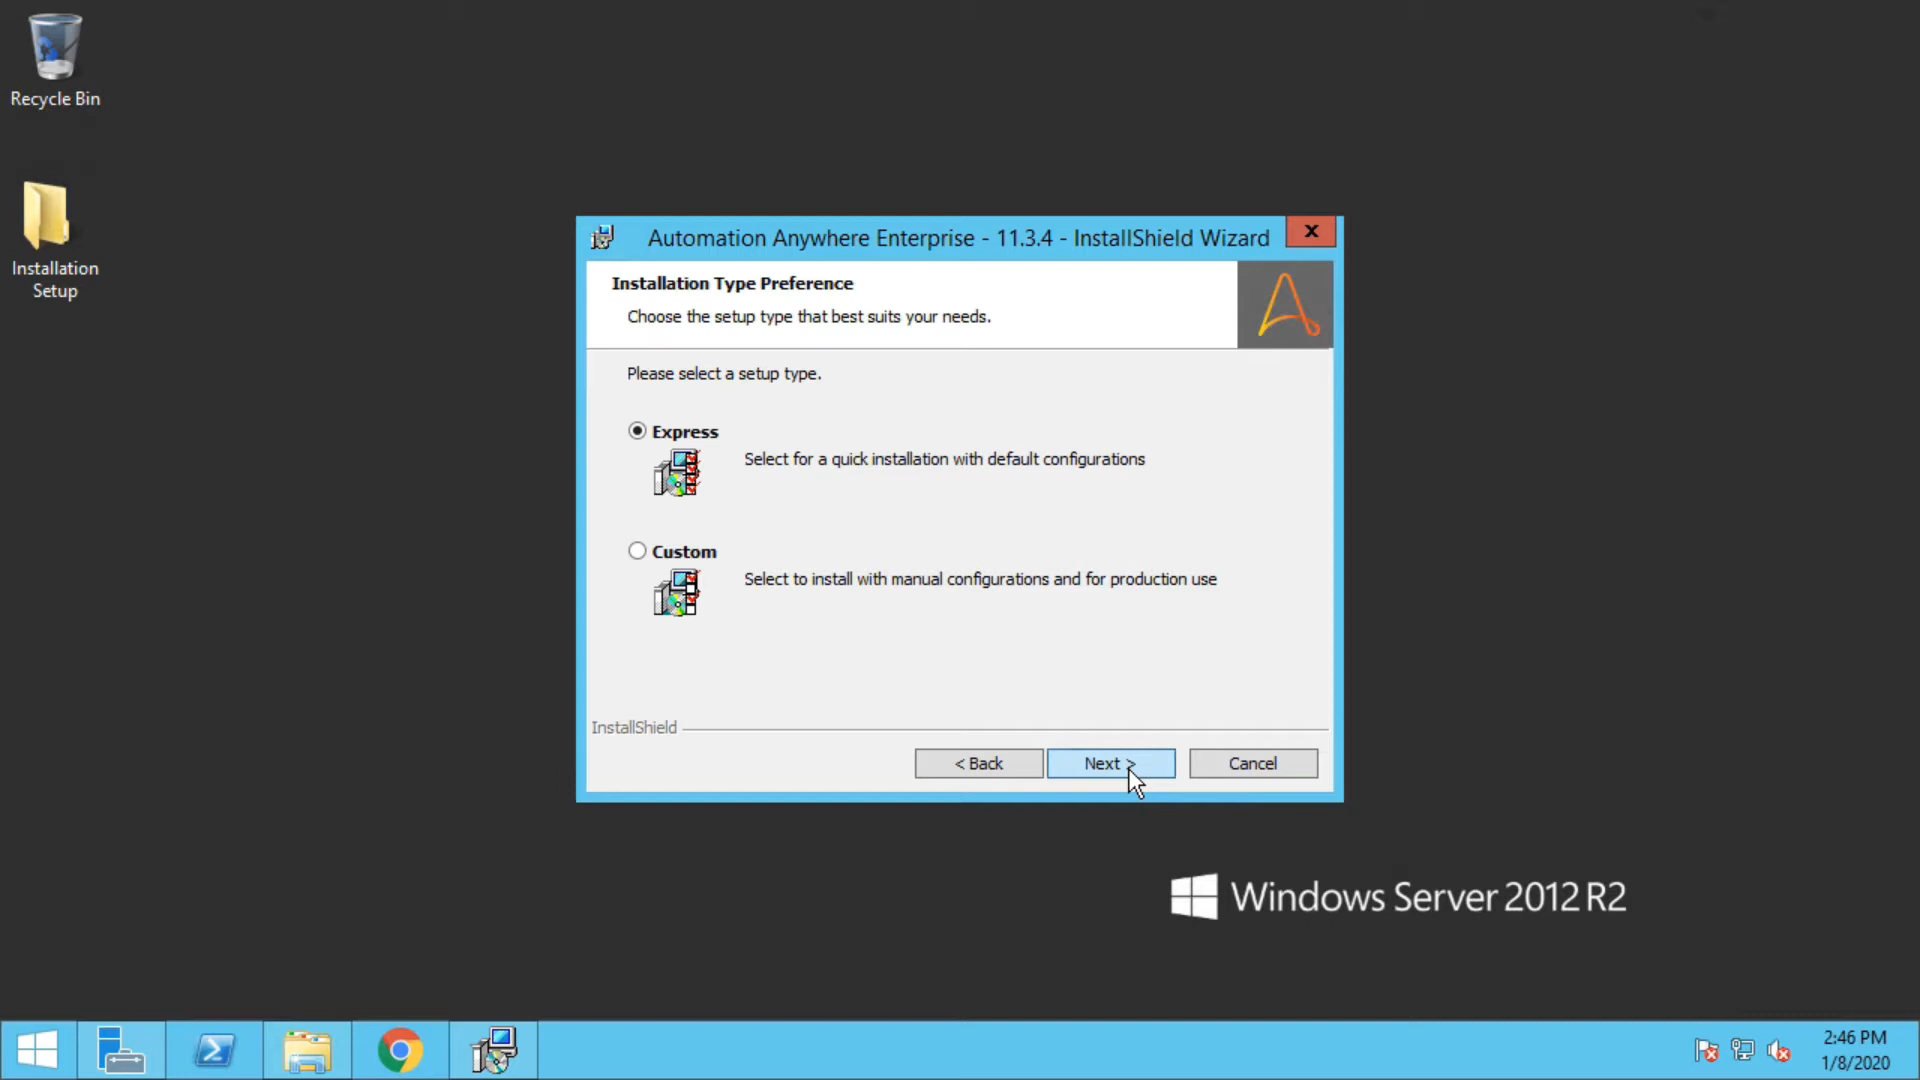 Recycle Bin
Installation
Setup
Automation Anywhere Enterprise - 11.3.4 - InstallShield Wizard
x
Installation Type Preference
Choose the setup type that best suits your needs.
Please select a setup type.
Express
Select for a quick installation with default configurations
Custom
Select to install with manual configurations and for production use
InstallShield
< Back
Next >
Cancel
Windows Server 2012 R2
2:46 PM
1/8/2020